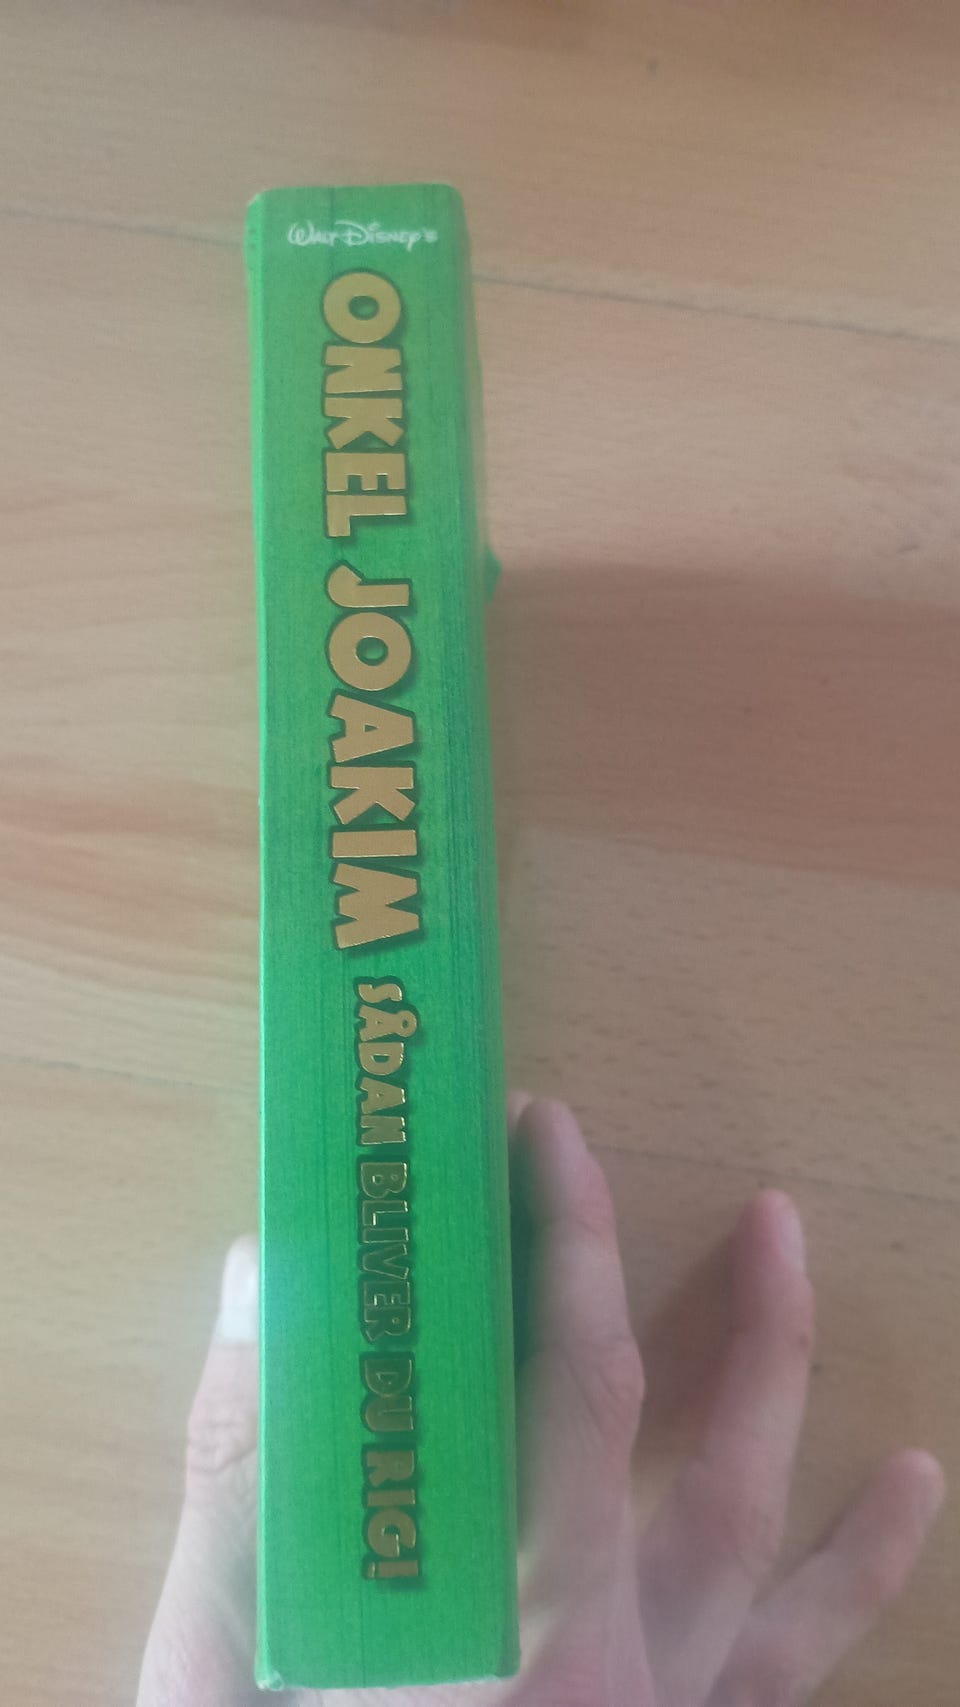 WALT DISNEY'S
ONKEL JOAKIM SÅDAN BLIVER DU RIG!